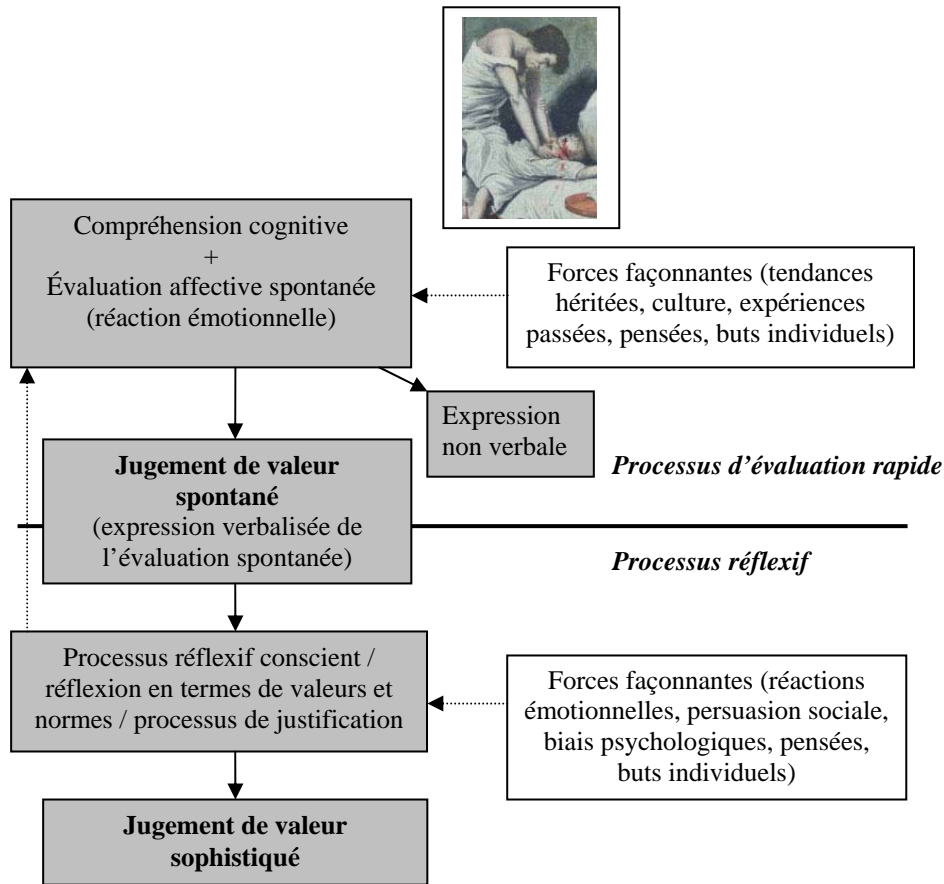 Compréhension cognitive
+
Évaluation affective spontanée
(réaction émotionnelle)
Forces façonnantes (tendances
héritées, culture, expériences
passées, pensées, buts individuels)
Expression
non verbale
Jugement de valeur
spontané
(expression verbalisée de
l’évaluation spontanée)
Processus d’évaluation rapide
Processus réflexif
Processus réflexif conscient /
réflexion en termes de valeurs et
normes / processus de justification
Forces façonnantes (réactions
émotionnelles, persuasion sociale,
biais psychologiques, pensées,
buts individuels)
Jugement de valeur
sophistiqué